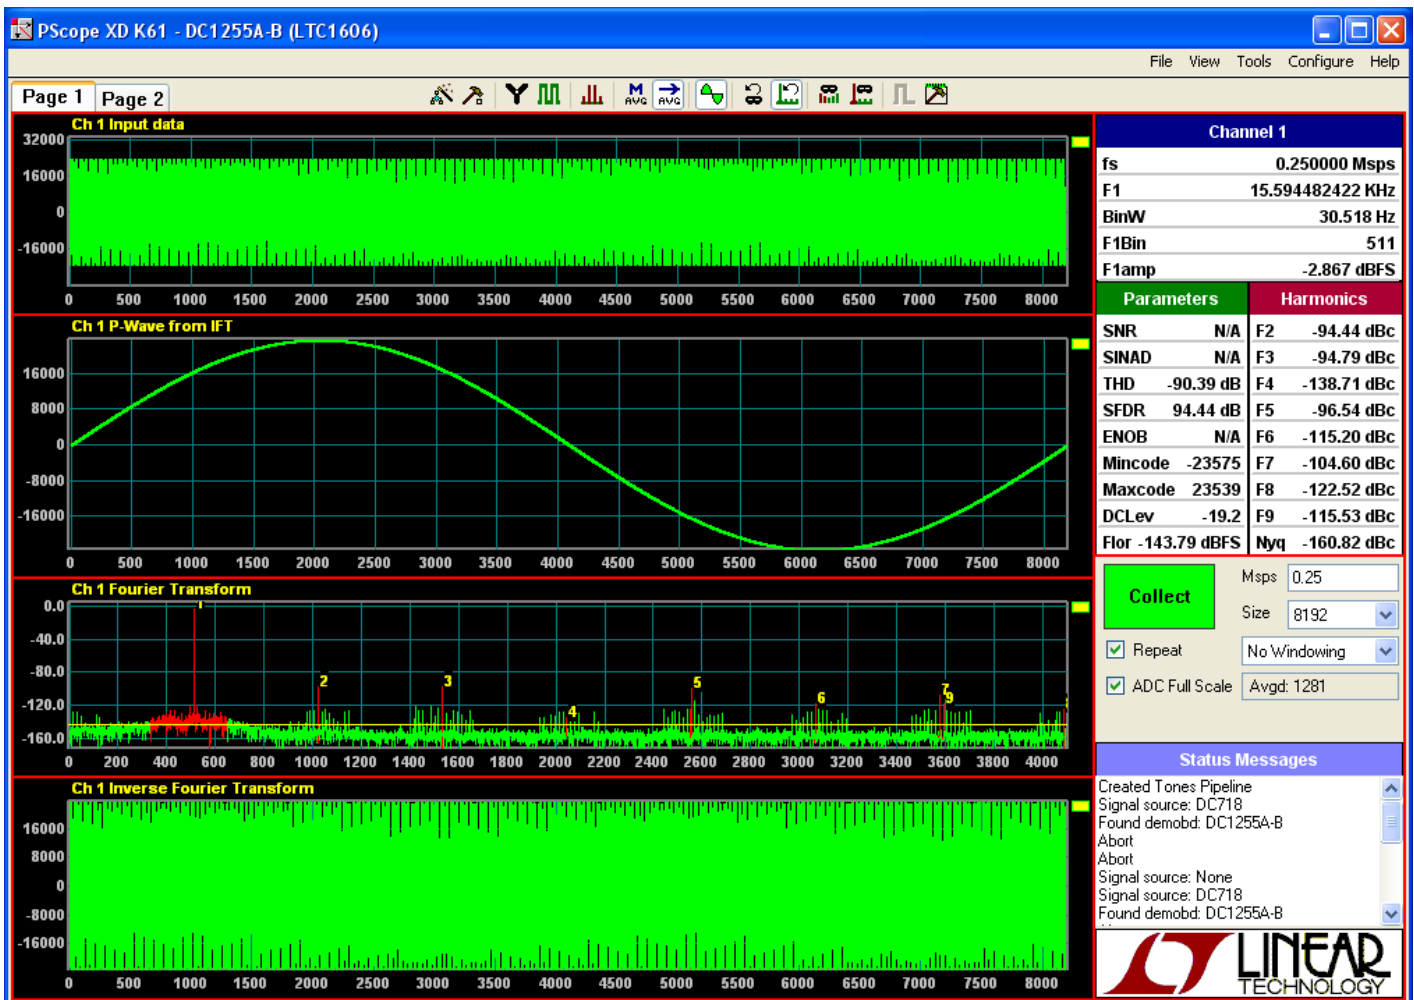 PScope XD K61 - DC1255A-B (LTC1606)
File View Tools Configure Help
Page 1 Page 2
M AVG AVG
Ch 1 Input data
32000
16000
0
-16000
0 500 1000 1500 2000 2500 3000 3500 4000 4500 5000 5500 6000 6500 7000 7500 8000
Ch 1 P-Wave from IFT
16000
8000
0
-8000
-16000
0 500 1000 1500 2000 2500 3000 3500 4000 4500 5000 5500 6000 6500 7000 7500 8000
Ch 1 Fourier Transform
0.0
-40.0
-80.0
-120.0
-160.0
1 2 3 4 5 6 7 9
0 200 400 600 800 1000 1200 1400 1600 1800 2000 2200 2400 2600 2800 3000 3200 3400 3600 3800 4000
Ch 1 Inverse Fourier Transform
16000
8000
0
-8000
-16000
0 500 1000 1500 2000 2500 3000 3500 4000 4500 5000 5500 6000 6500 7000 7500 8000
Channel 1
fs 0.250000 Msps
F1 15.594482422 KHz
BinW 30.518 Hz
F1Bin 511
F1amp -2.867 dBFS
Parameters Harmonics
SNR N/A F2 -94.44 dBc
SINAD N/A F3 -94.79 dBc
THD -90.39 dB F4 -138.71 dBc
SFDR 94.44 dB F5 -96.54 dBc
ENOB N/A F6 -115.20 dBc
Mincode -23575 F7 -104.60 dBc
Maxcode 23539 F8 -122.52 dBc
DCLev -19.2 F9 -115.53 dBc
Flor -143.79 dBFS Nyq -160.82 dBc
Collect
Msps 0.25
Size 8192
Repeat No Windowing
ADC Full Scale Avgd: 1281
Status Messages
Created Tones Pipeline
Signal source: DC718
Found demobd: DC1255A-B
Abort
Abort
Signal source: None
Signal source: DC718
Found demobd: DC1255A-B
LINEAR
TECHNOLOGY